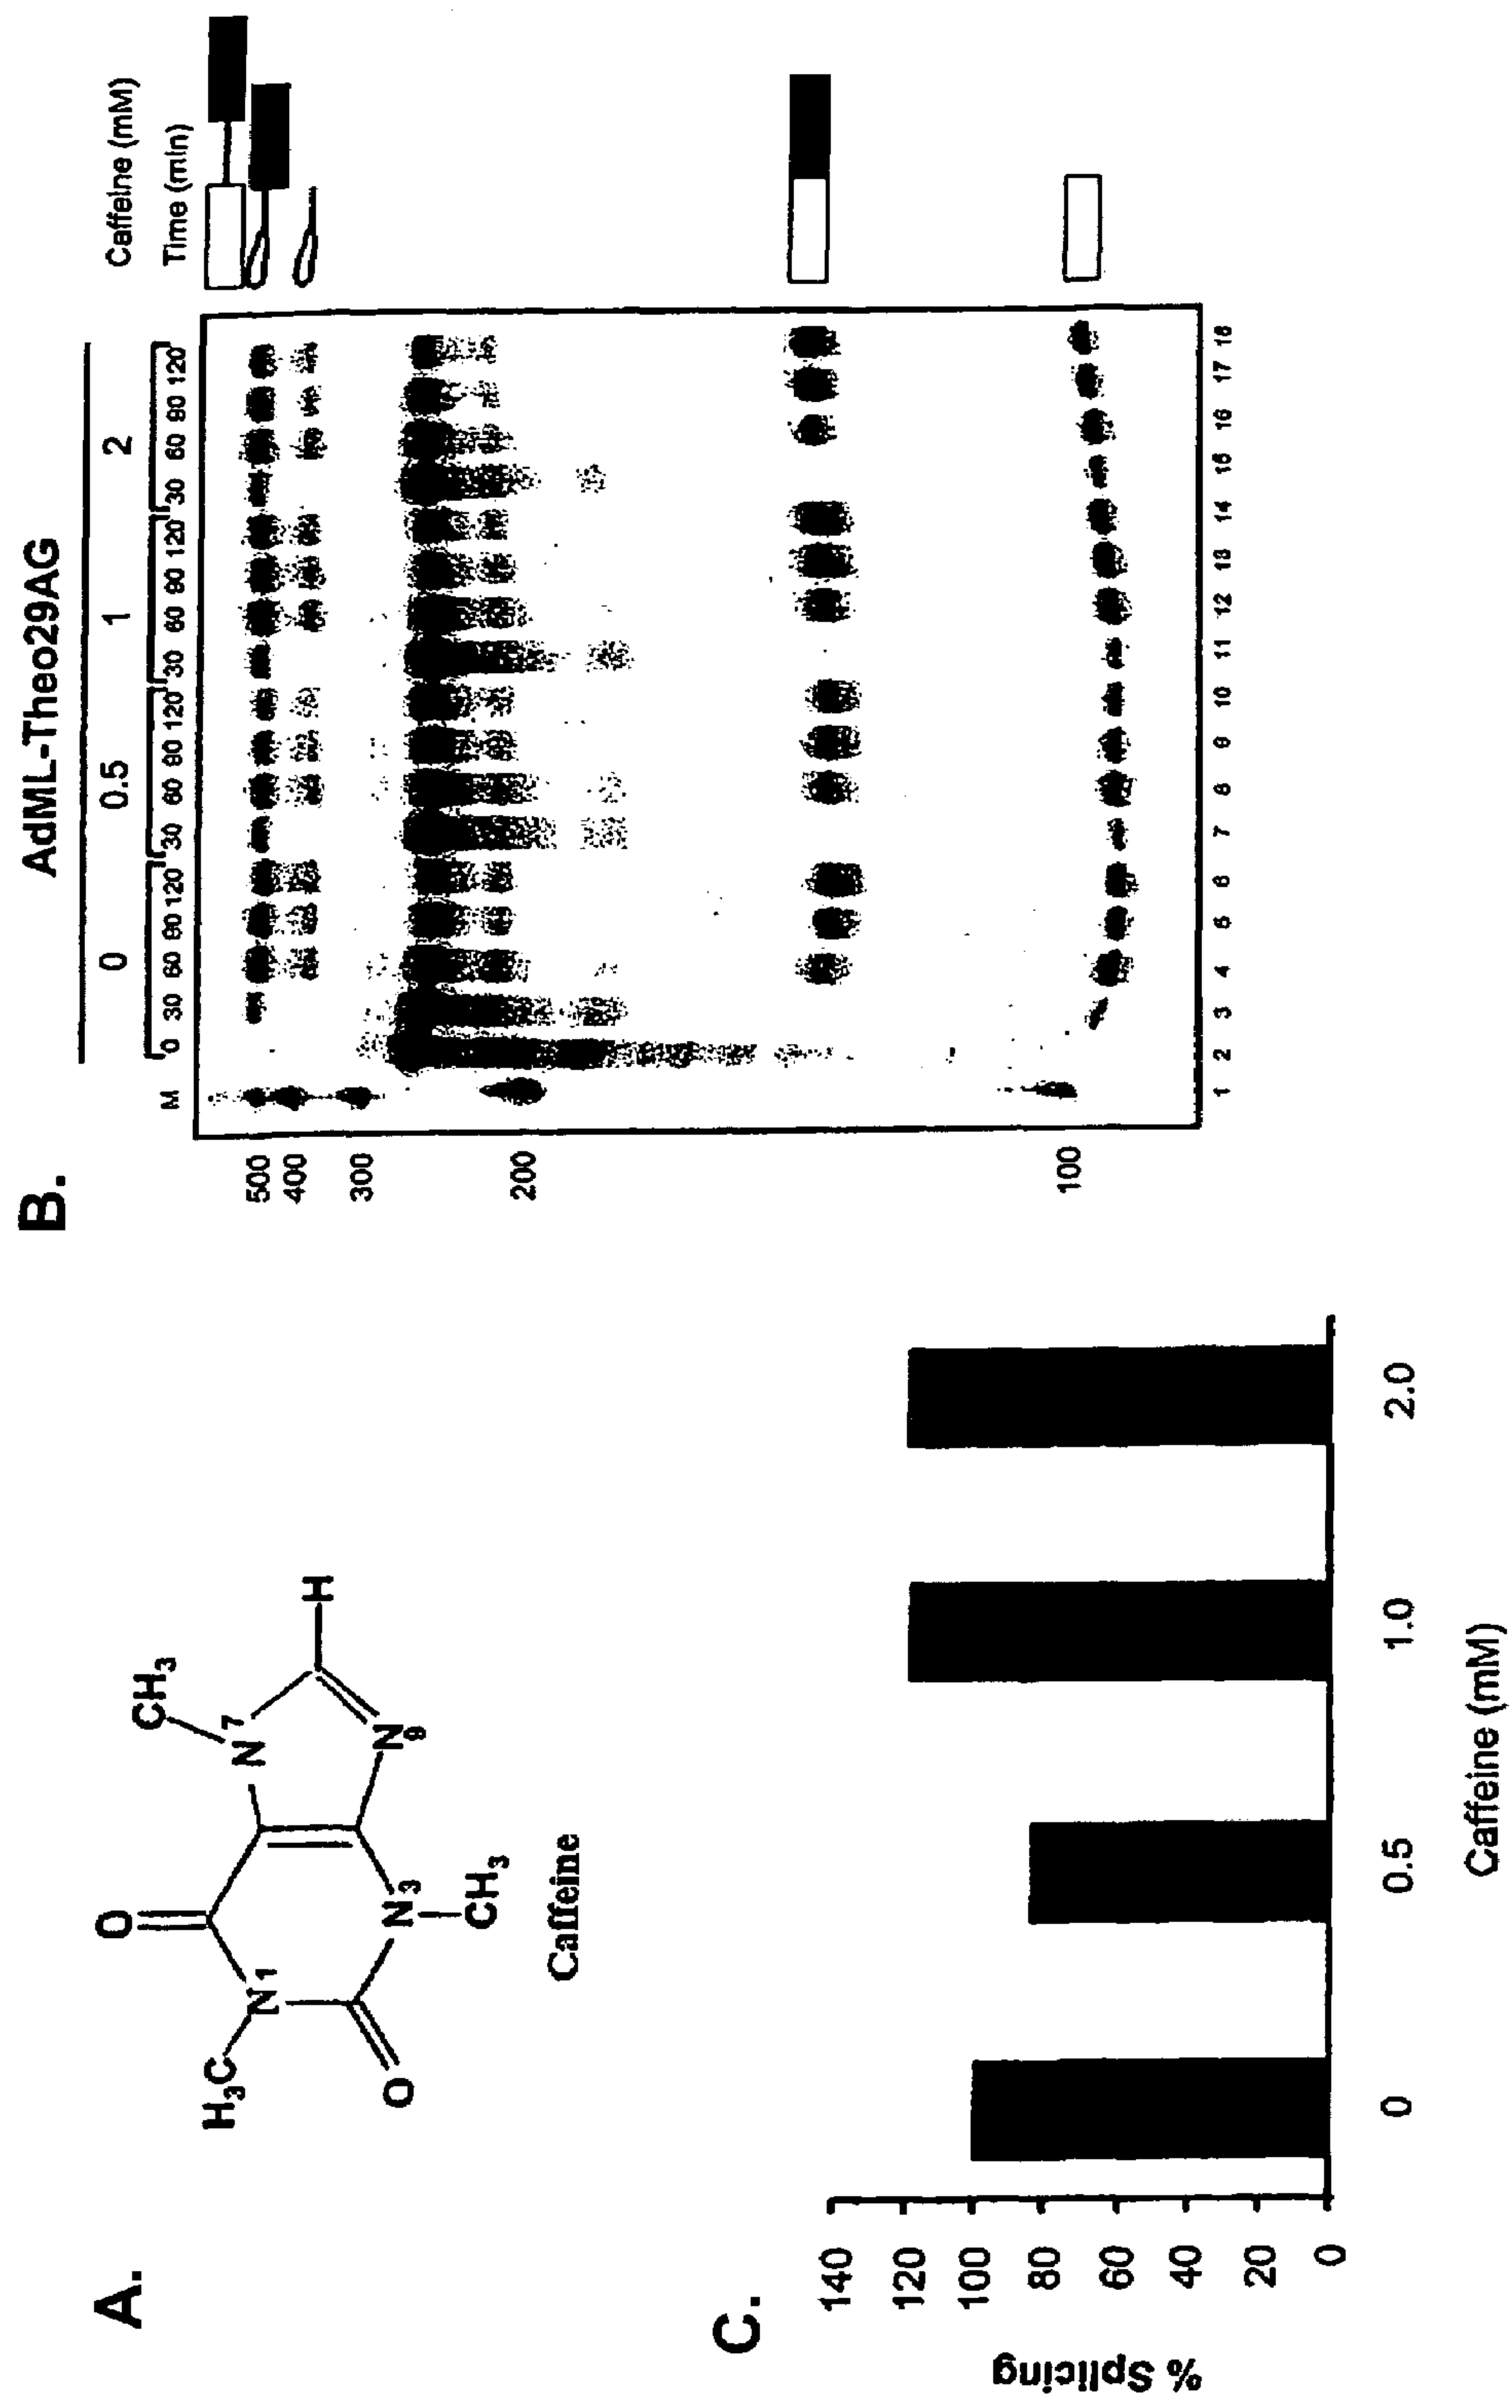 A.
O
CH3
H3C
N1
N7
H
N3
N9
O
CH3
Caffeine
B.
AdML-Theo29AG
0 0.5 1 2 Caffeine (mM)
M 0 30 60 90 120 30 60 90 120 30 60 90 120 30 60 90 120 Time (min)
500
400
300
200
100
1 2 3 4 5 6 7 8 9 10 11 12 13 14 15 16 17 18
C.
% Splicing
140
120
100
80
60
40
20
0
0 0.5 1.0 2.0
Caffeine (mM)